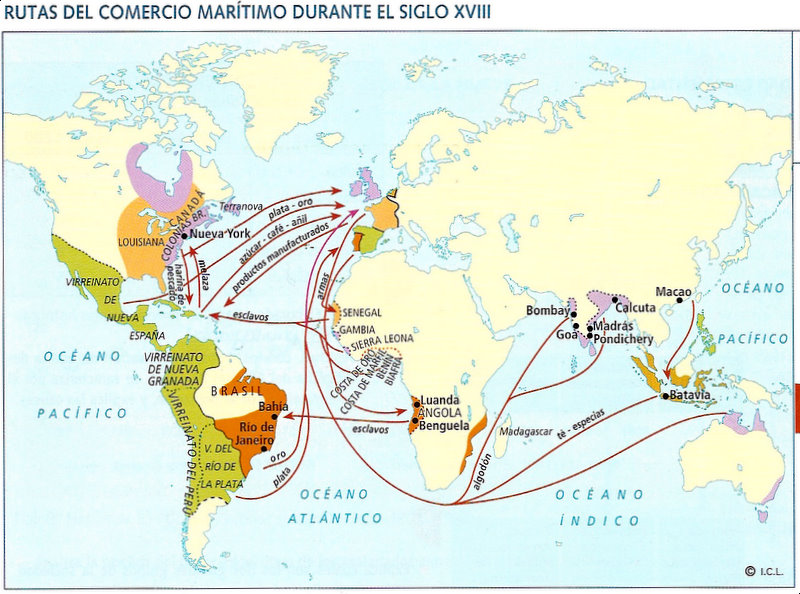 RUTAS DEL COMERCIO MARÍTIMO DURANTE EL SIGLO XVIII
CANADÁ
Terranova
COLONIAS BR.
LOUISIANA
Nueva York
plata - oro
azúcar - café - añil
productos manufacturados
harina de
pescado
melaza
VIRREINATO
DE
NUEVA
ESPAÑA
esclavos
armas
SENEGAL
GAMBIA
SIERRA LEONA
COSTA DE ORO
COSTA DE MARFIL
BENÍN
BIAFRA
Bombay
Goa
Calcuta
Madrás
Pondichery
Macao
OCÉANO
PACÍFICO
OCÉANO
PACÍFICO
VIRREINATO
DE NUEVA
GRANADA
BRASIL
Bahía
Río de
Janeiro
VIRREINATO DEL PERÚ
V. DEL
RÍO DE
LA PLATA
oro
plata
esclavos
Luanda
ANGOLA
Benguela
Madagascar
algodón
té - especias
Batavia
OCÉANO
ATLÁNTICO
OCÉANO
ÍNDICO
© I.C.L.